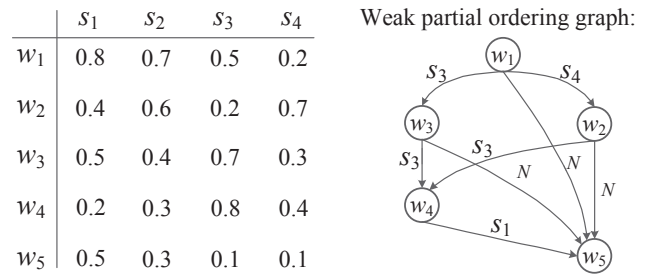 s1 s2 s3 s4
w1 0.8 0.7 0.5 0.2
w2 0.4 0.6 0.2 0.7
w3 0.5 0.4 0.7 0.3
w4 0.2 0.3 0.8 0.4
w5 0.5 0.3 0.1 0.1
Weak partial ordering graph:
w1
s3 s4
w3 w2
s3 s3 N N N
w4
s1
w5